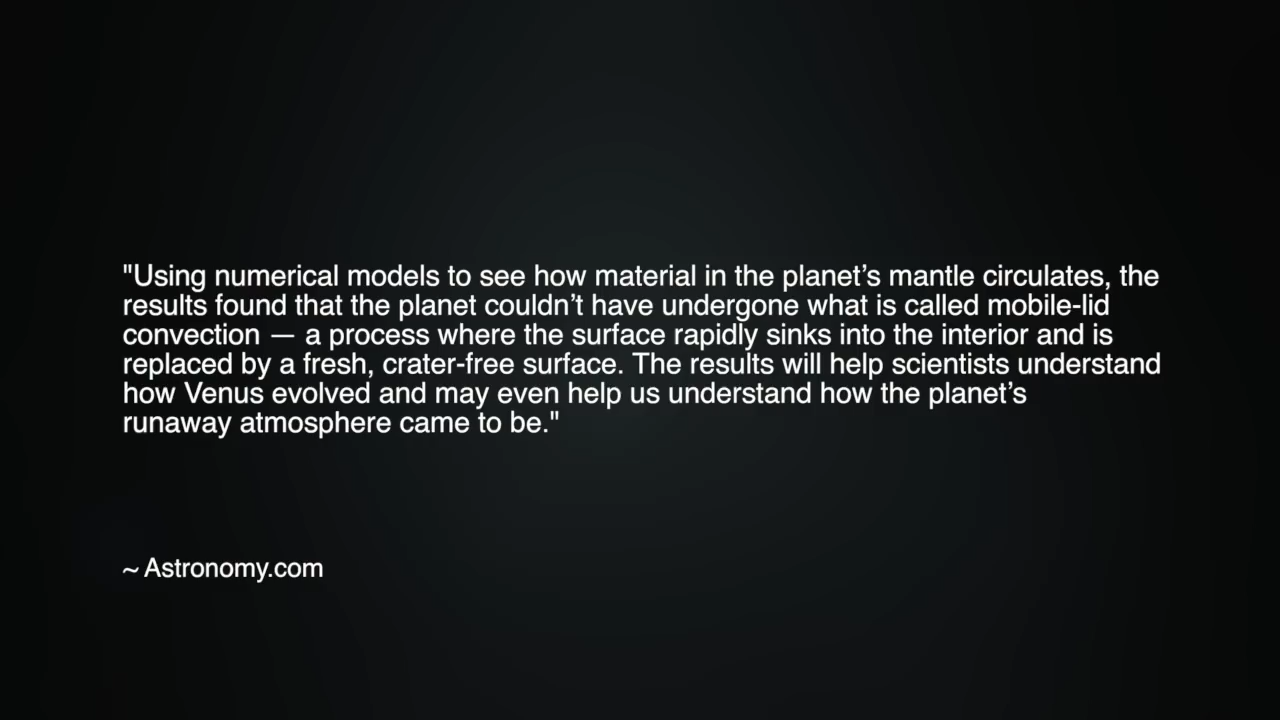 "Using numerical models to see how material in the planet’s mantle circulates, the
results found that the planet couldn’t have undergone what is called mobile-lid
convection — a process where the surface rapidly sinks into the interior and is
replaced by a fresh, crater-free surface. The results will help scientists understand
how Venus evolved and may even help us understand how the planet’s
runaway atmosphere came to be."
~ Astronomy.com